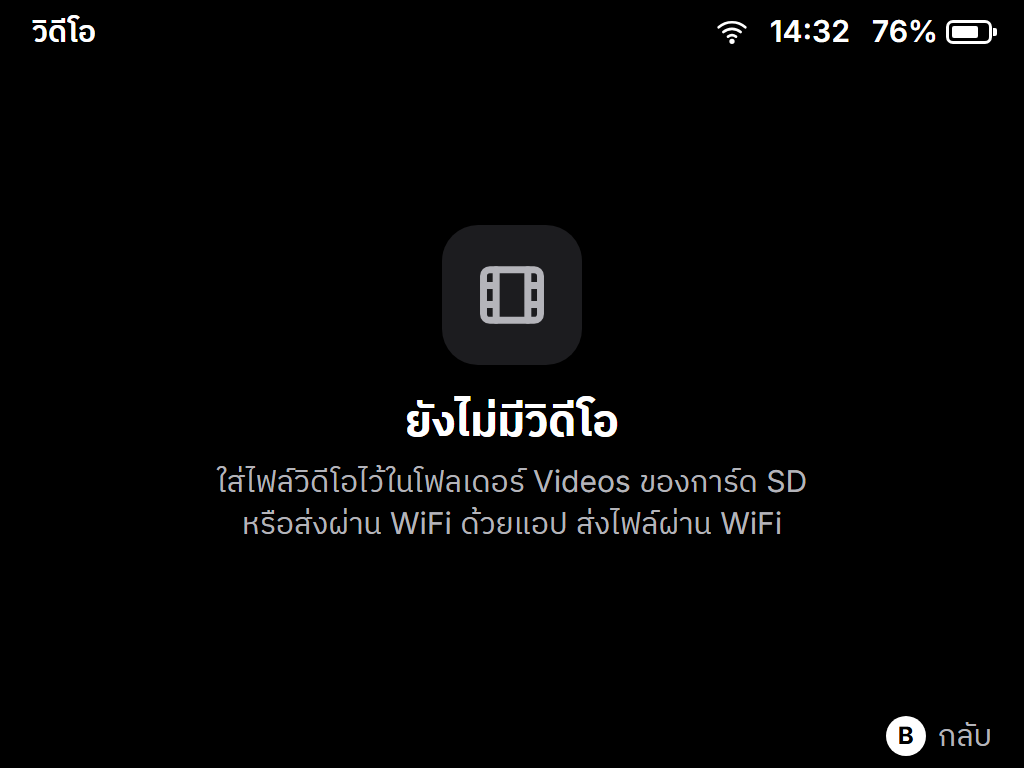 วิดีโอ
14:32 76%
ยังไม่มีวิดีโอ
ใส่ไฟล์วิดีโอไว้ในโฟลเดอร์ Videos ของการ์ด SD
หรือส่งผ่าน WiFi ด้วยแอป ส่งไฟล์ผ่าน WiFi
B กลับ